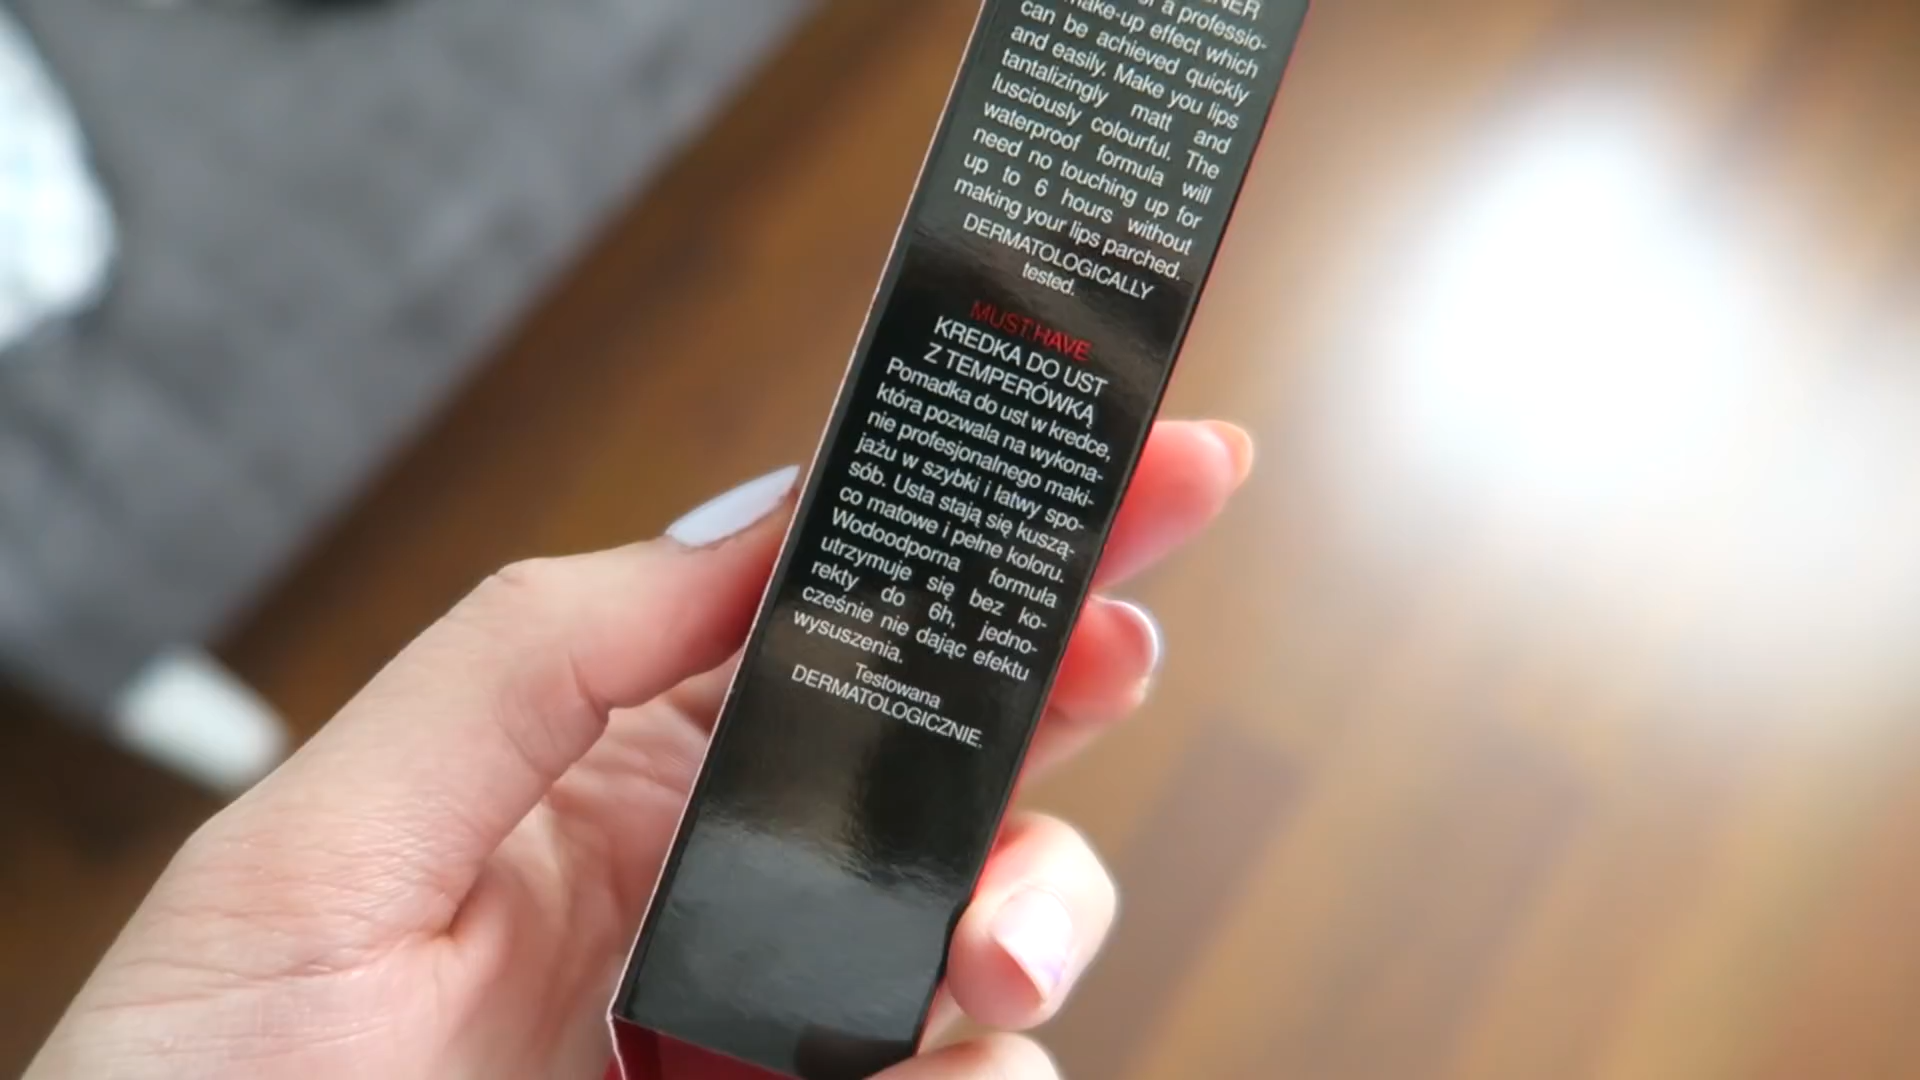 a professio-
make-up effect which
can be achieved quickly
and easily. Make you lips
tantalizingly matt and
lusciously colourful. The
waterproof formula will
need no touching up for
up to 6 hours without
making your lips parched.
DERMATOLOGICALLY
tested.
MUST HAVE
KREDKA DO UST
Z TEMPERÓWKĄ
Pomadka do ust w kredce,
która pozwala na wykona-
nie profesjonalnego maki-
jażu w szybki i łatwy spo-
sób. Usta stają się kuszą-
co matowe i pełne koloru.
Wodoodporna formuła
utrzymuje się bez ko-
rekty do 6h, jedno-
cześnie nie dając efektu
wysuszenia.
Testowana
DERMATOLOGICZNIE.